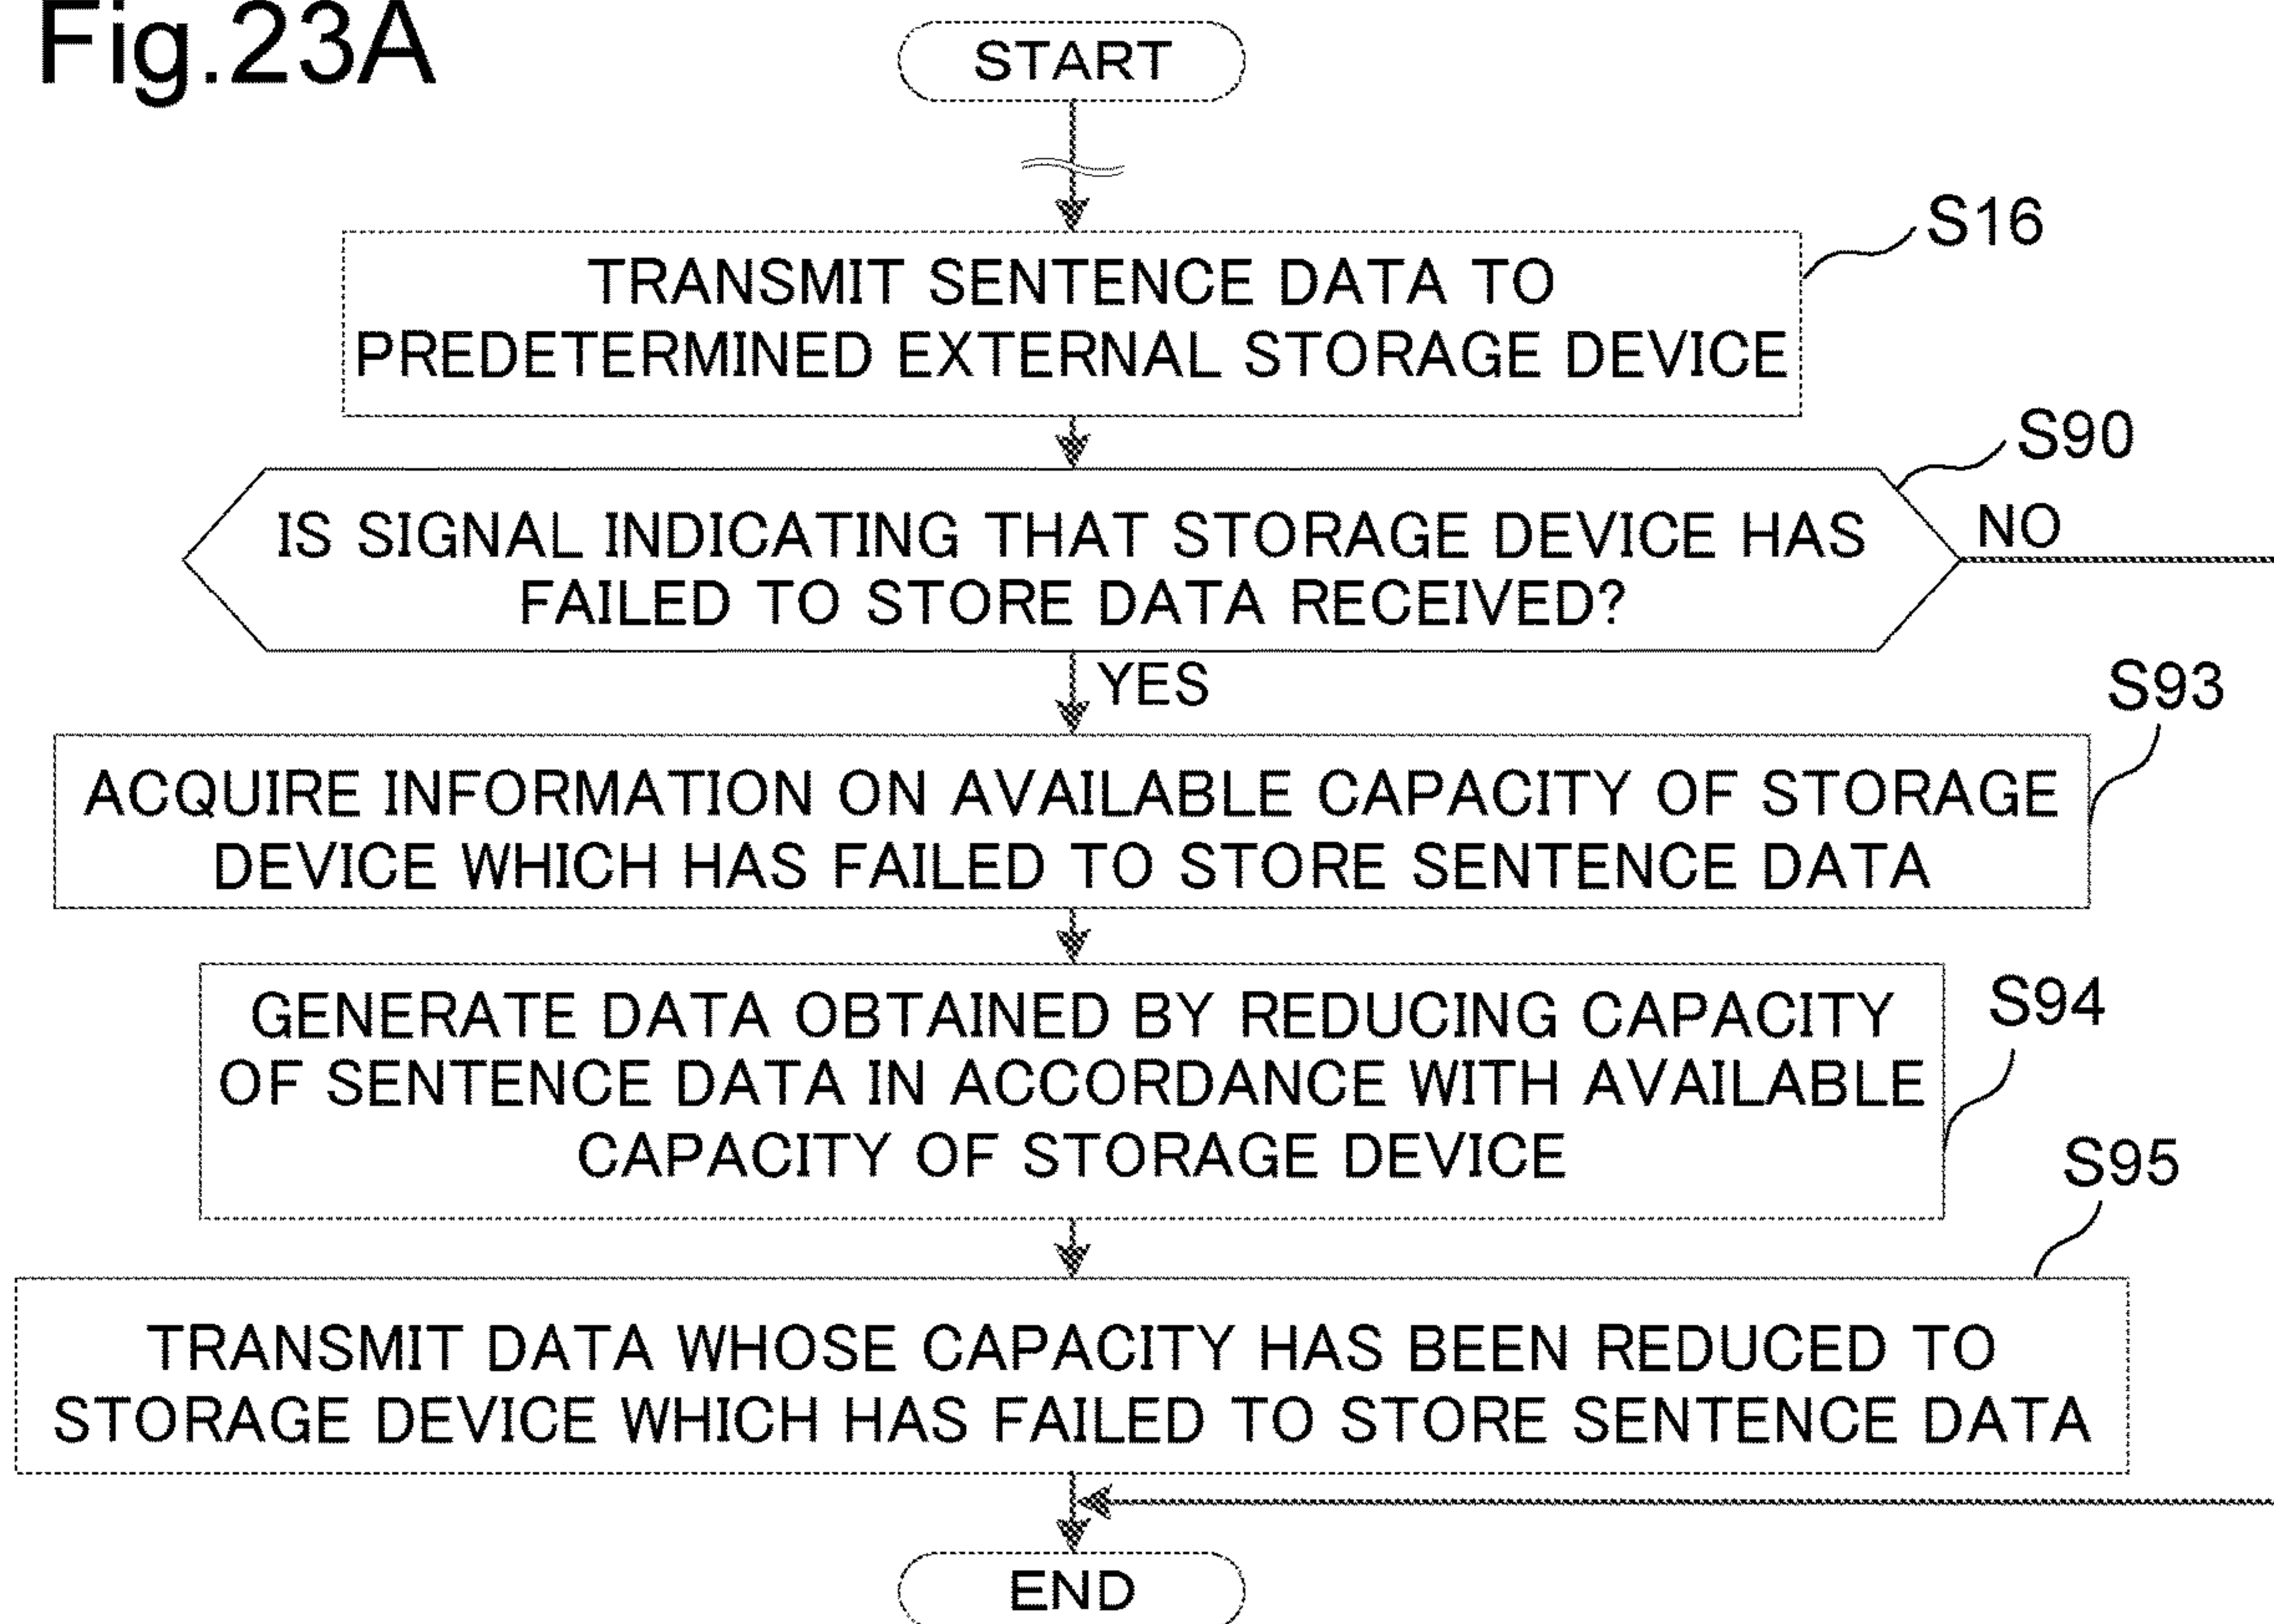 Fig.23A
START
S16
TRANSMIT SENTENCE DATA TO
PREDETERMINED EXTERNAL STORAGE DEVICE
S90
IS SIGNAL INDICATING THAT STORAGE DEVICE HAS
FAILED TO STORE DATA RECEIVED?
NO
YES
S93
ACQUIRE INFORMATION ON AVAILABLE CAPACITY OF STORAGE
DEVICE WHICH HAS FAILED TO STORE SENTENCE DATA
S94
GENERATE DATA OBTAINED BY REDUCING CAPACITY
OF SENTENCE DATA IN ACCORDANCE WITH AVAILABLE
CAPACITY OF STORAGE DEVICE
S95
TRANSMIT DATA WHOSE CAPACITY HAS BEEN REDUCED TO
STORAGE DEVICE WHICH HAS FAILED TO STORE SENTENCE DATA
END